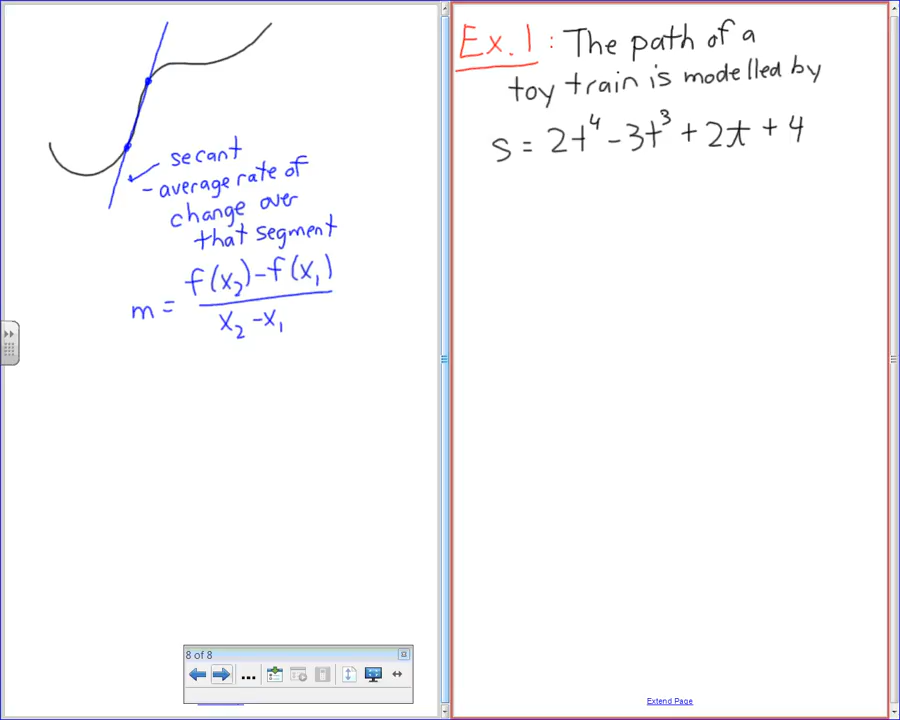 secant
- average rate of
change over
that segment
m = f(x₂) - f(x₁) / x₂ - x₁
8 of 8
Ex. 1 : The path of a
toy train is modelled by
s = 2t⁴ - 3t³ + 2t + 4
Extend Page